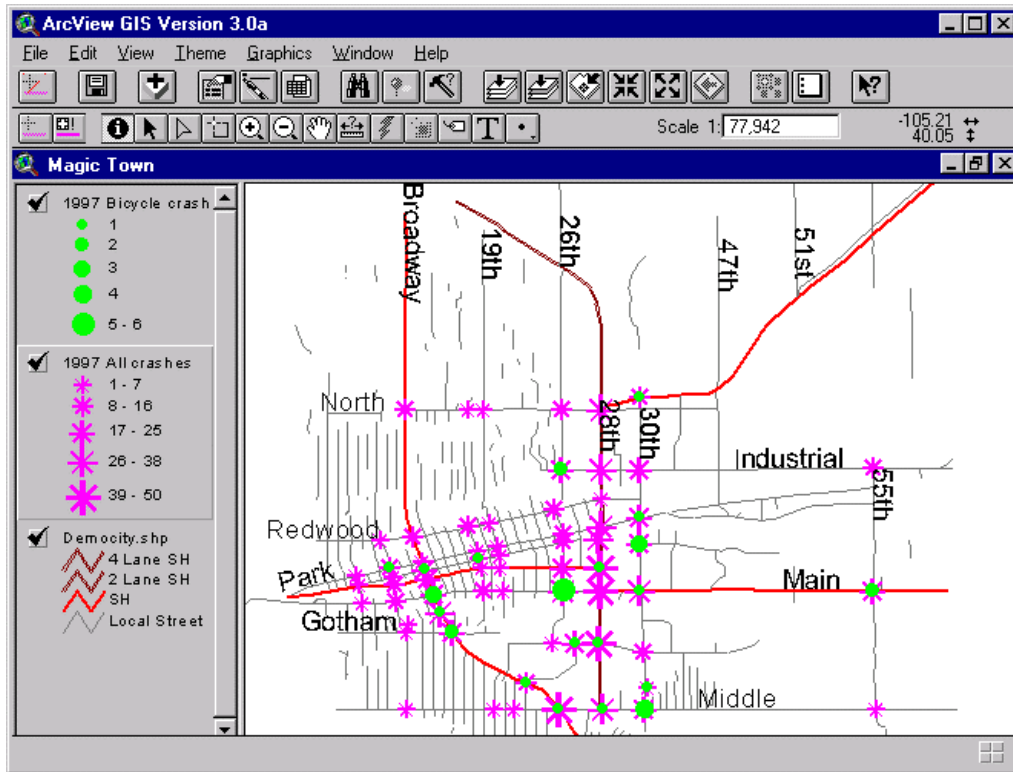 ArcView GIS Version 3.0a
File Edit View Theme Graphics Window Help
Scale 1: 77,942
-105.21
40.05
Magic Town
1997 Bicycle crash
1
2
3
4
5 - 6
1997 All crashes
1 - 7
8 - 16
17 - 25
26 - 38
39 - 50
Democity.shp
4 Lane SH
2 Lane SH
SH
Local Street
Broadway
19th
26th
47th
51st
North
28th
30th
Industrial
55th
Redwood
Park
Main
Gotham
Middle